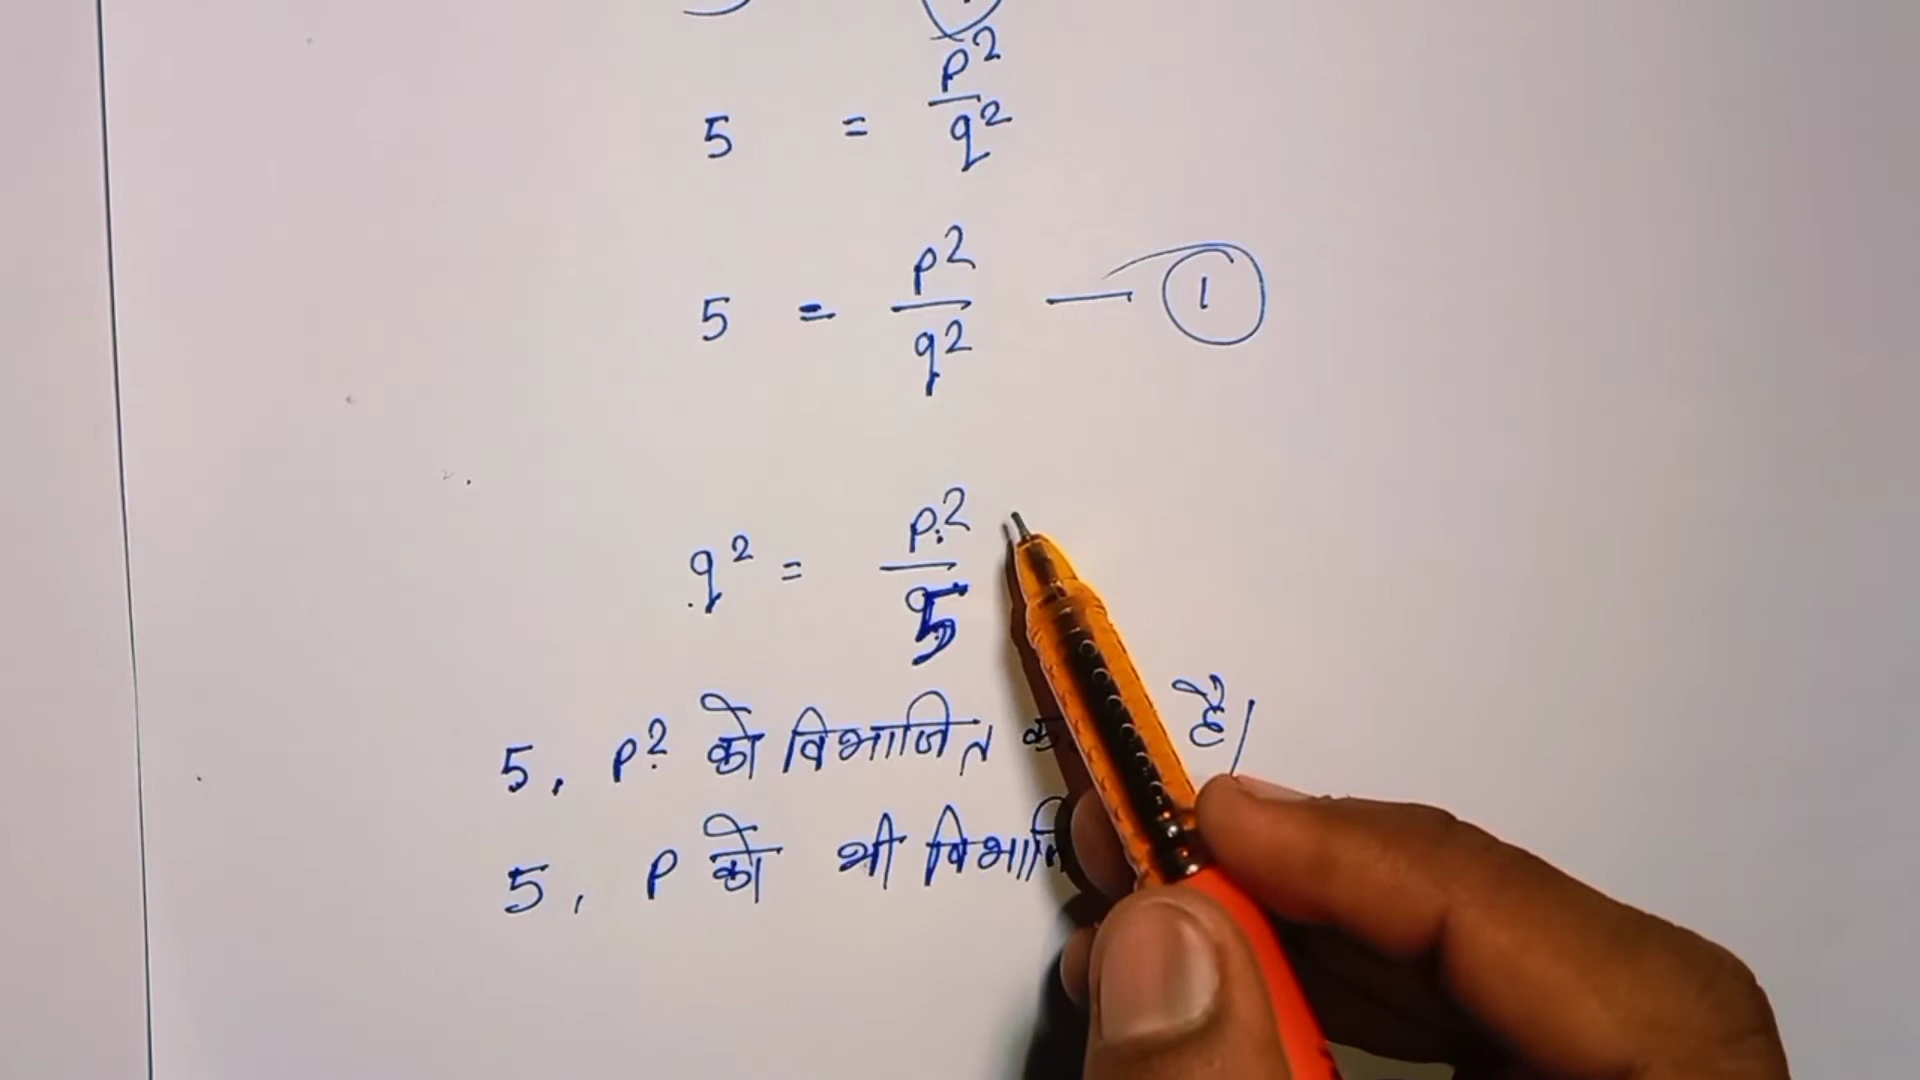 5 = p²/q²
5 = p²/q² — 1
q² = p²/5
5, p² को विभाजित है।
5, p को भी